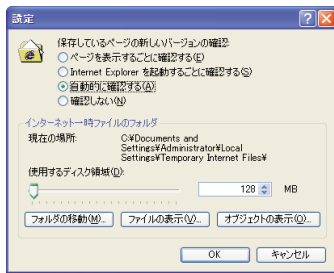 設定
保存しているページの新しいバージョンの確認:
ページを表示するごとに確認する(E)
Internet Explorer を起動するごとに確認する(S)
自動的に確認する(A)
確認しない(N)
インターネット一時ファイルのフォルダ
現在の場所: C:¥Documents and
Settings¥Administrator¥Local
Settings¥Temporary Internet Files¥
使用するディスク領域(D):
128 MB
フォルダの移動(M)... ファイルの表示(V)... オブジェクトの表示(O)...
OK キャンセル